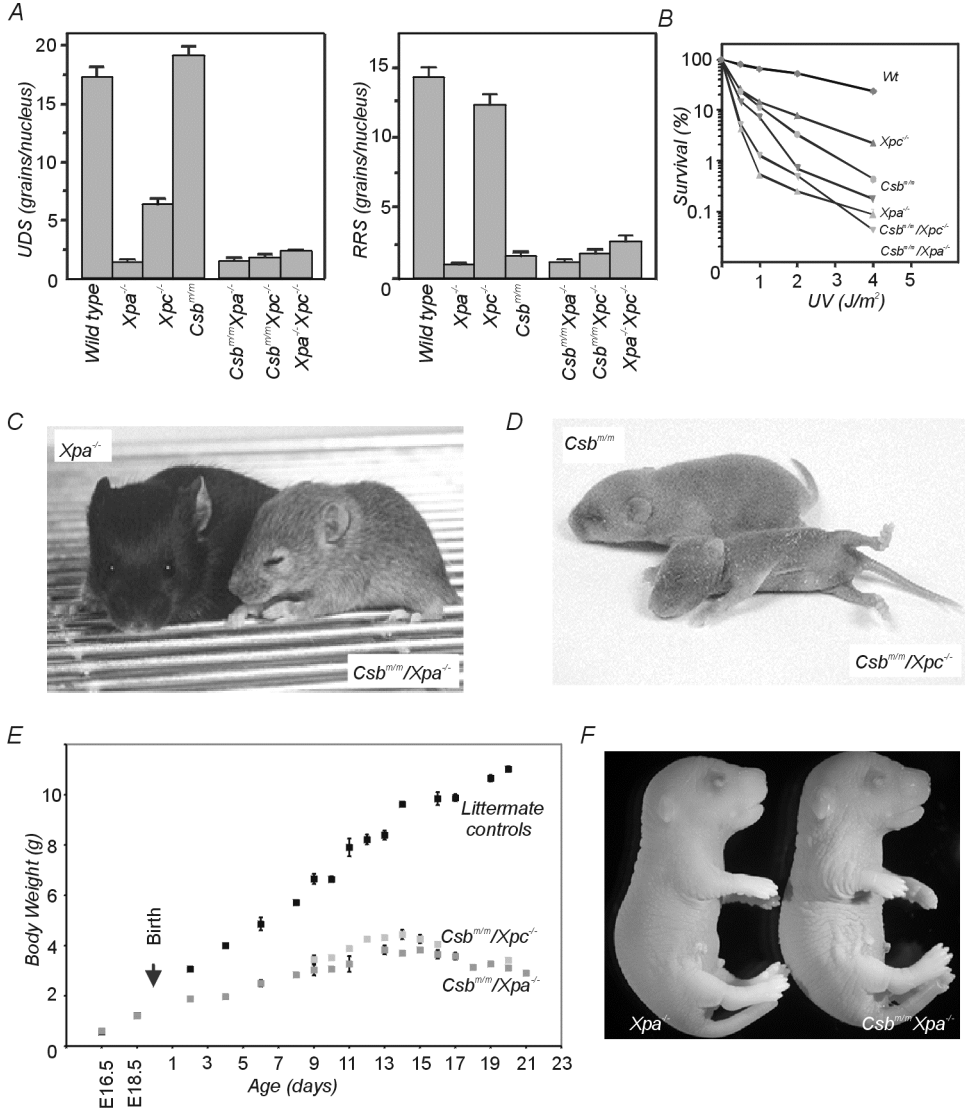 A
UDS (grains/nucleus)
20
15
10
5
0
Wild type
Xpa-/-
Xpc-/-
Csbm/m
Csbm/mXpa-/-
Csbm/mXpc-/-
Xpa-/-Xpc-/-
RRS (grains/nucleus)
15
10
5
0
Wild type
Xpa-/-
Xpc-/-
Csbm/m
Csbm/mXpa-/-
Csbm/mXpc-/-
Xpa-/-Xpc-/-
B
Survival (%)
100
10
1
0.1
0
1
2
3
4
5
UV (J/m2)
Wt
Xpc-/-
Csbm/m
Xpa-/-
Csbm/m/Xpc-/-
Csbm/m/Xpa-/-
C
Xpa-/-
Csbm/m/Xpa-/-
D
Csbm/m
Csbm/m/Xpc-/-
E
Body Weight (g)
10
8
6
4
2
0
Birth
Littermate
controls
Csbm/m/Xpc-/-
Csbm/m/Xpa-/-
E16.5
E18.5
1
3
5
7
9
11
13
15
17
19
21
23
Age (days)
F
Xpa-/-
Csbm/mXpa-/-